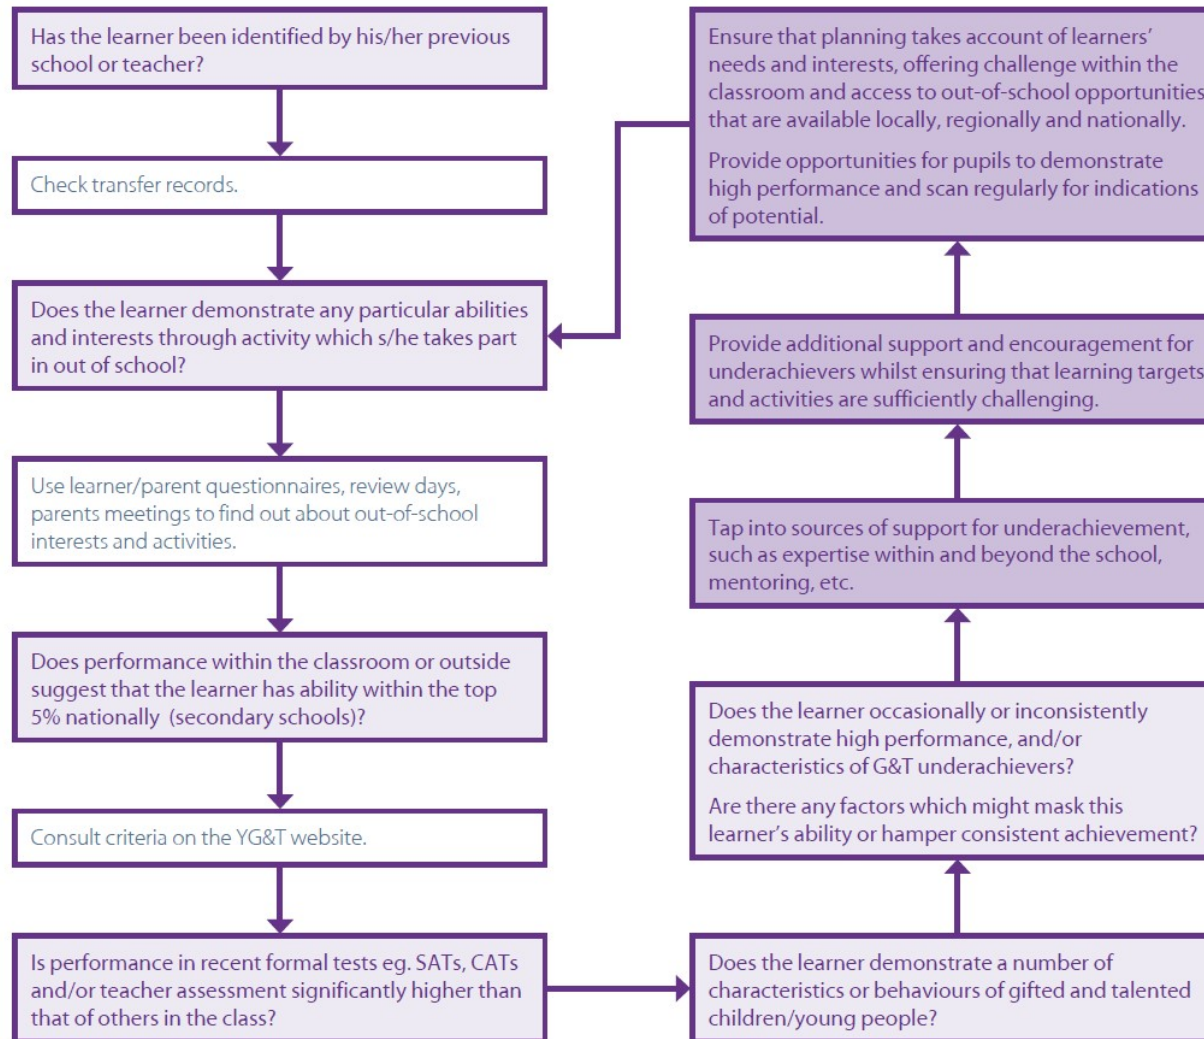 Has the learner been identified by his/her previous
school or teacher?
Check transfer records.
Does the learner demonstrate any particular abilities
and interests through activity which s/he takes part
in out of school?
Use learner/parent questionnaires, review days,
parents meetings to find out about out-of-school
interests and activities.
Does performance within the classroom or outside
suggest that the learner has ability within the top
5% nationally (secondary schools)?
Consult criteria on the YG&T website.
Is performance in recent formal tests eg. SATs, CATs
and/or teacher assessment significantly higher than
that of others in the class?
Does the learner demonstrate a number of
characteristics or behaviours of gifted and talented
children/young people?
Does the learner occasionally or inconsistently
demonstrate high performance, and/or
characteristics of G&T underachievers?
Are there any factors which might mask this
learner's ability or hamper consistent achievement?
Tap into sources of support for underachievement,
such as expertise within and beyond the school,
mentoring, etc.
Provide additional support and encouragement for
underachievers whilst ensuring that learning targets
and activities are sufficiently challenging.
Ensure that planning takes account of learners'
needs and interests, offering challenge within the
classroom and access to out-of-school opportunities
that are available locally, regionally and nationally.
Provide opportunities for pupils to demonstrate
high performance and scan regularly for indications
of potential.